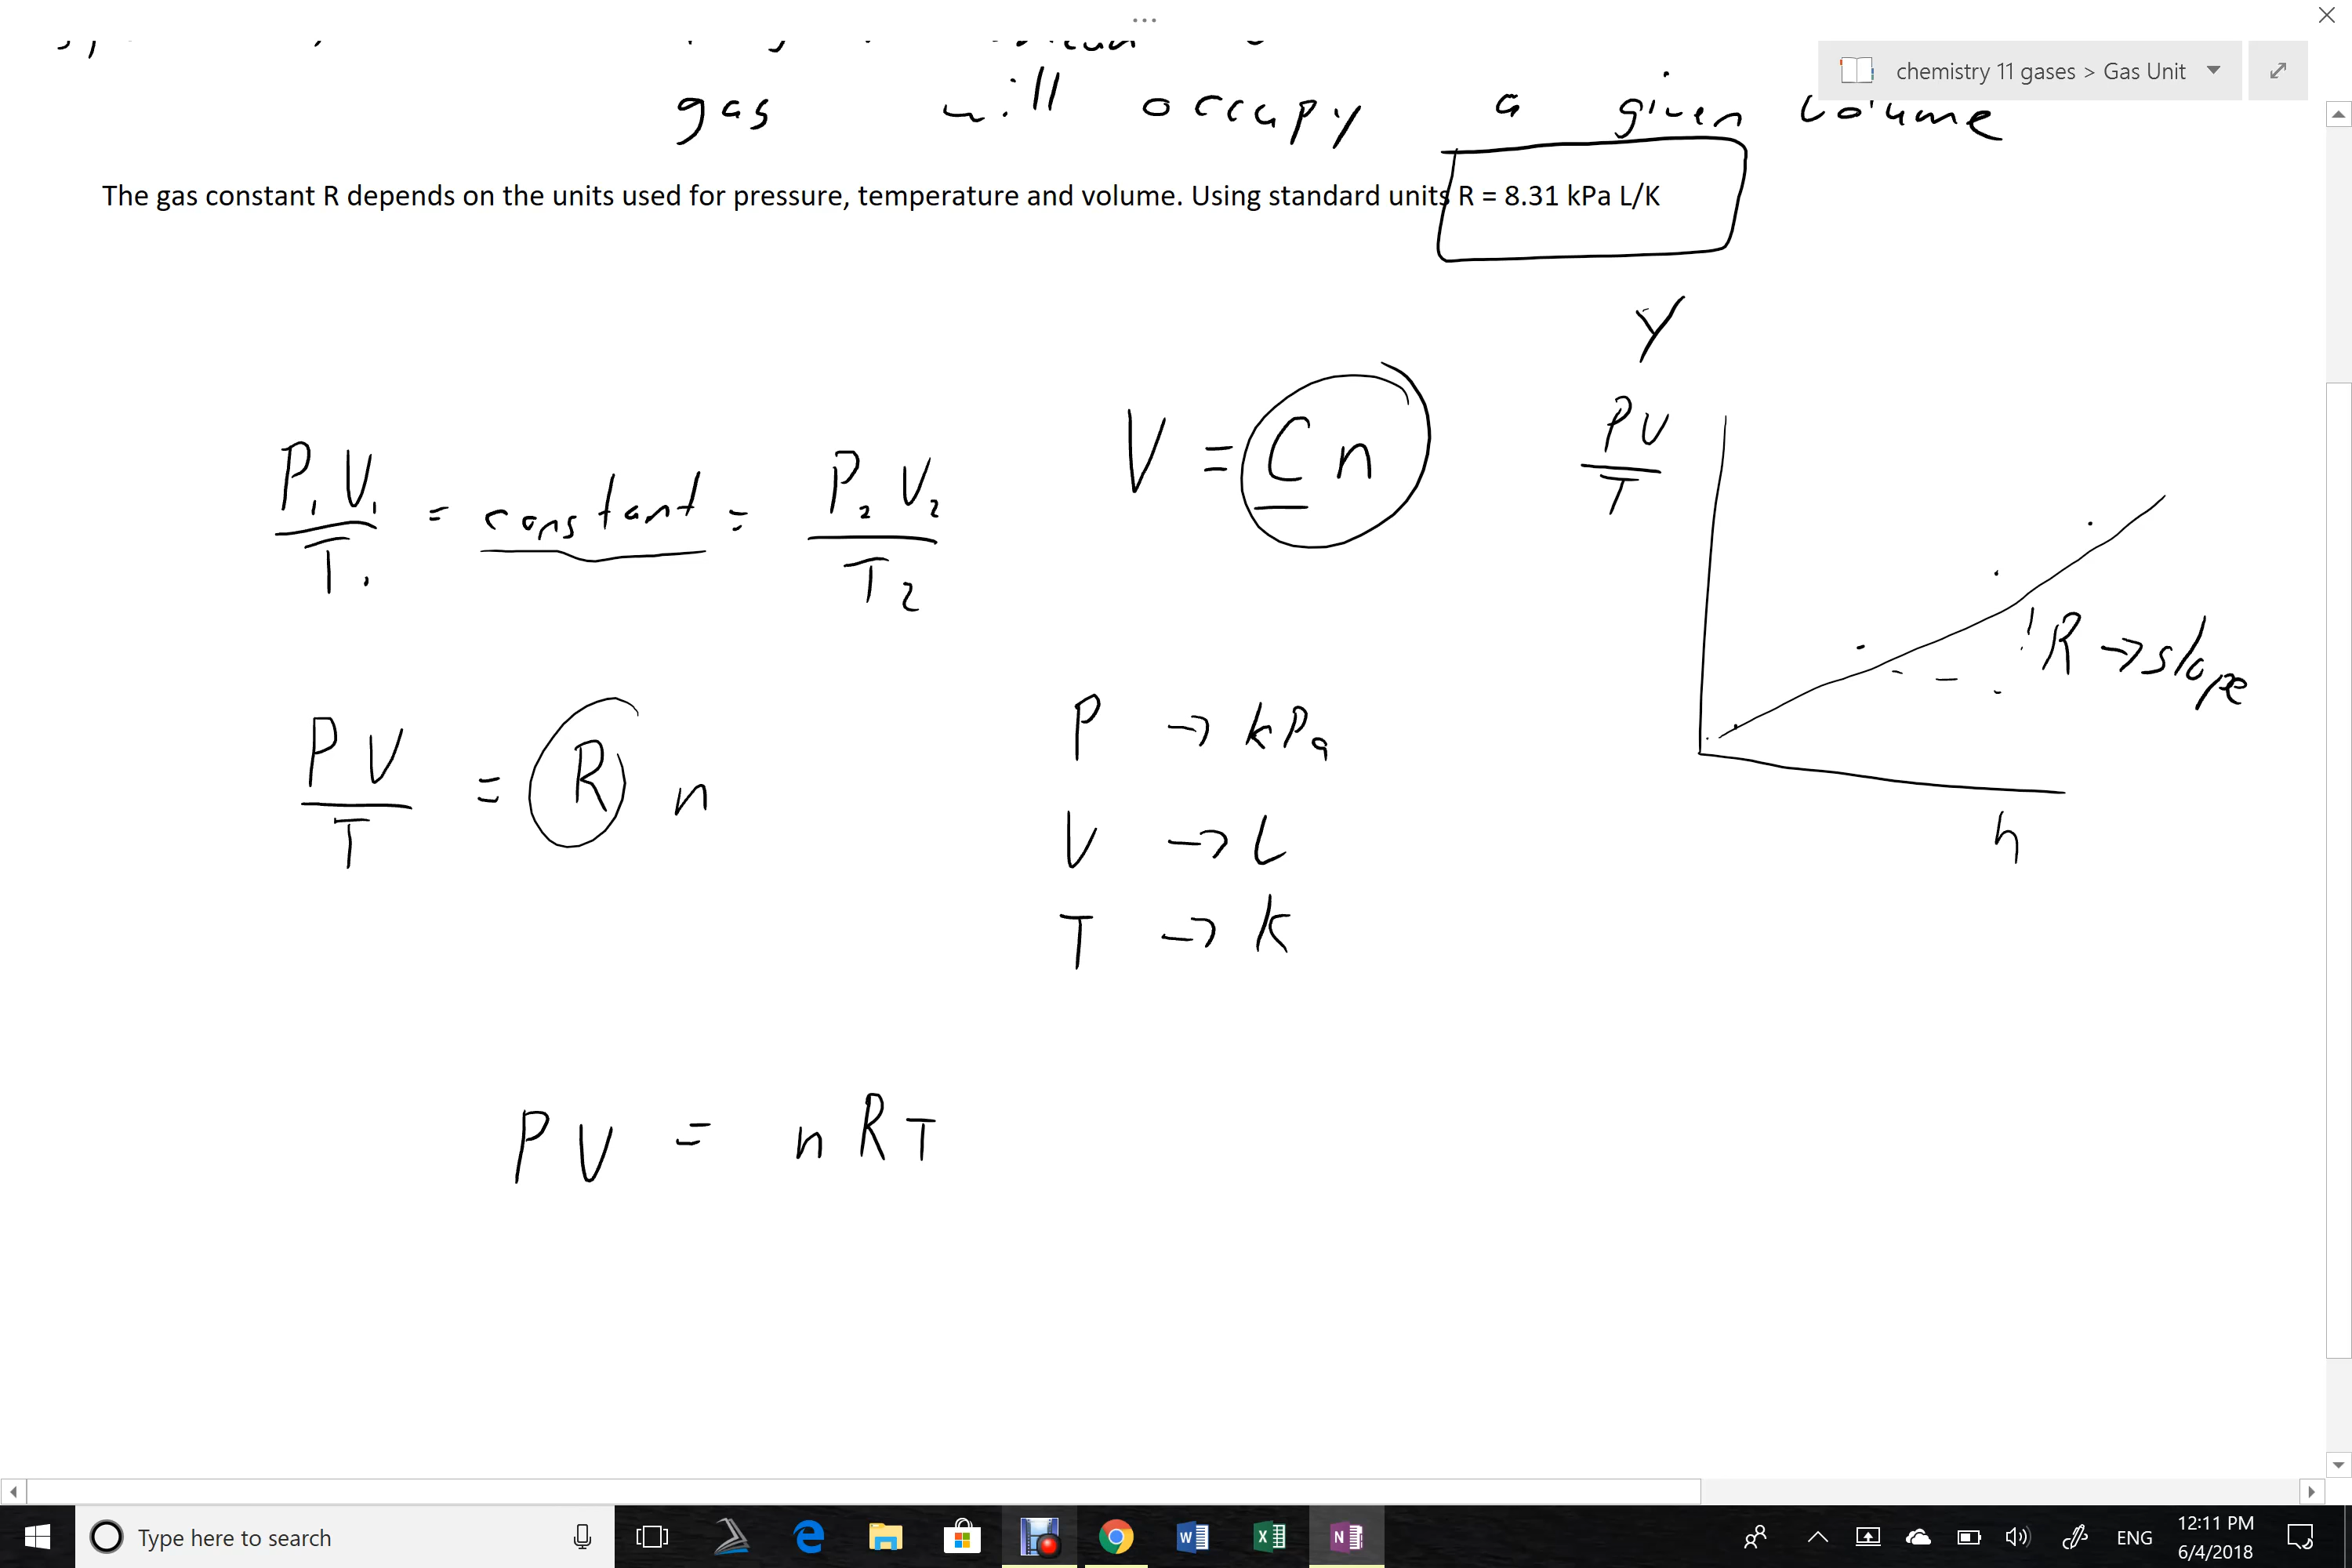 chemistry 11 gases > Gas Unit
gas will occupy a given volume
The gas constant R depends on the units used for pressure, temperature and volume. Using standard units R = 8.31 kPa L/K
P₁V₁/T₁ = constant = P₂V₂/T₂
V = Cn
Y
PV/T
R → slope
n
PV/T = R n
P → kPa
V → L
T → K
PV = nRT
Type here to search
ENG
12:11 PM
6/4/2018